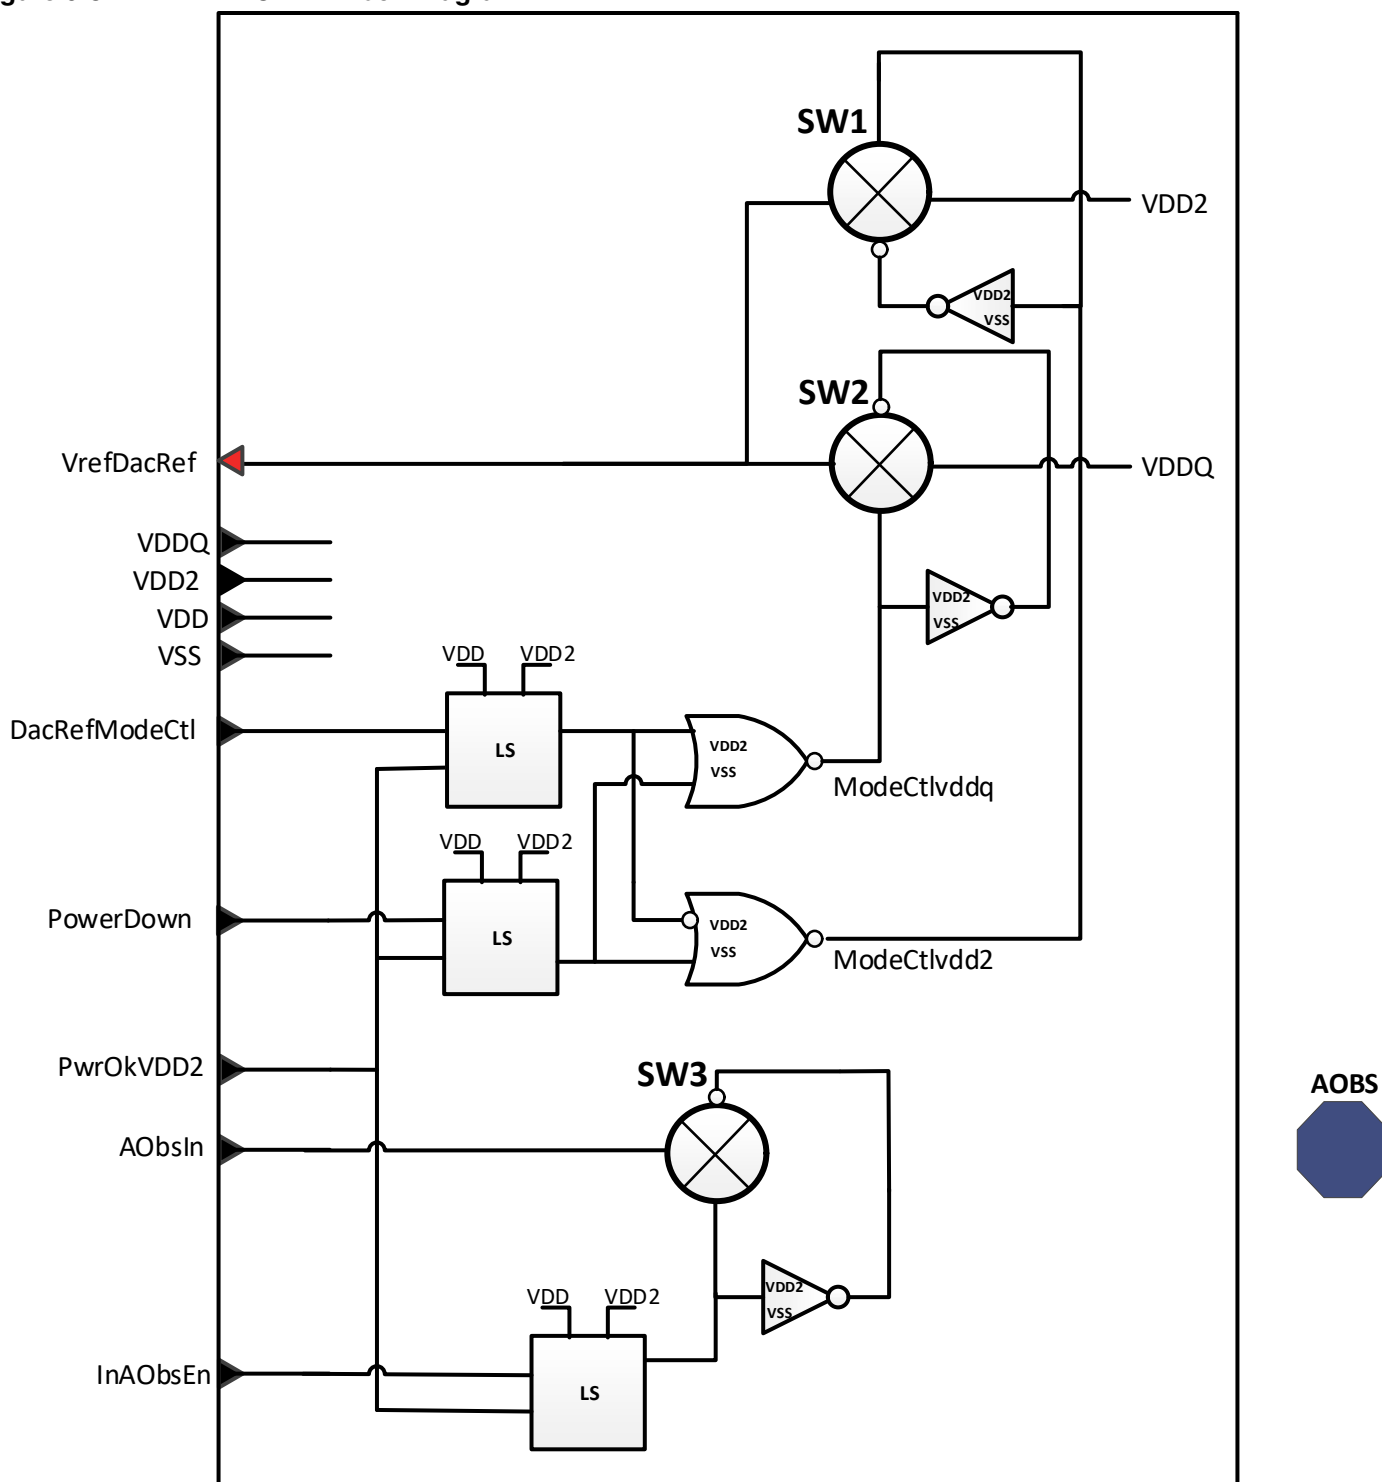 SW1
VDD2
VDD2
VSS
SW2
VrefDacRef
VDDQ
VDDQ
VDD2
VDD
VSS
VDD2
VSS
VDD VDD2
DacRefModeCtl
LS
VDD2
VSS
ModeCtlvddq
VDD VDD2
PowerDown
LS
VDD2
VSS
ModeCtlvdd2
PwrOkVDD2
SW3
AOBS
AObsIn
VDD VDD2
VDD2
VSS
InAObsEn
LS